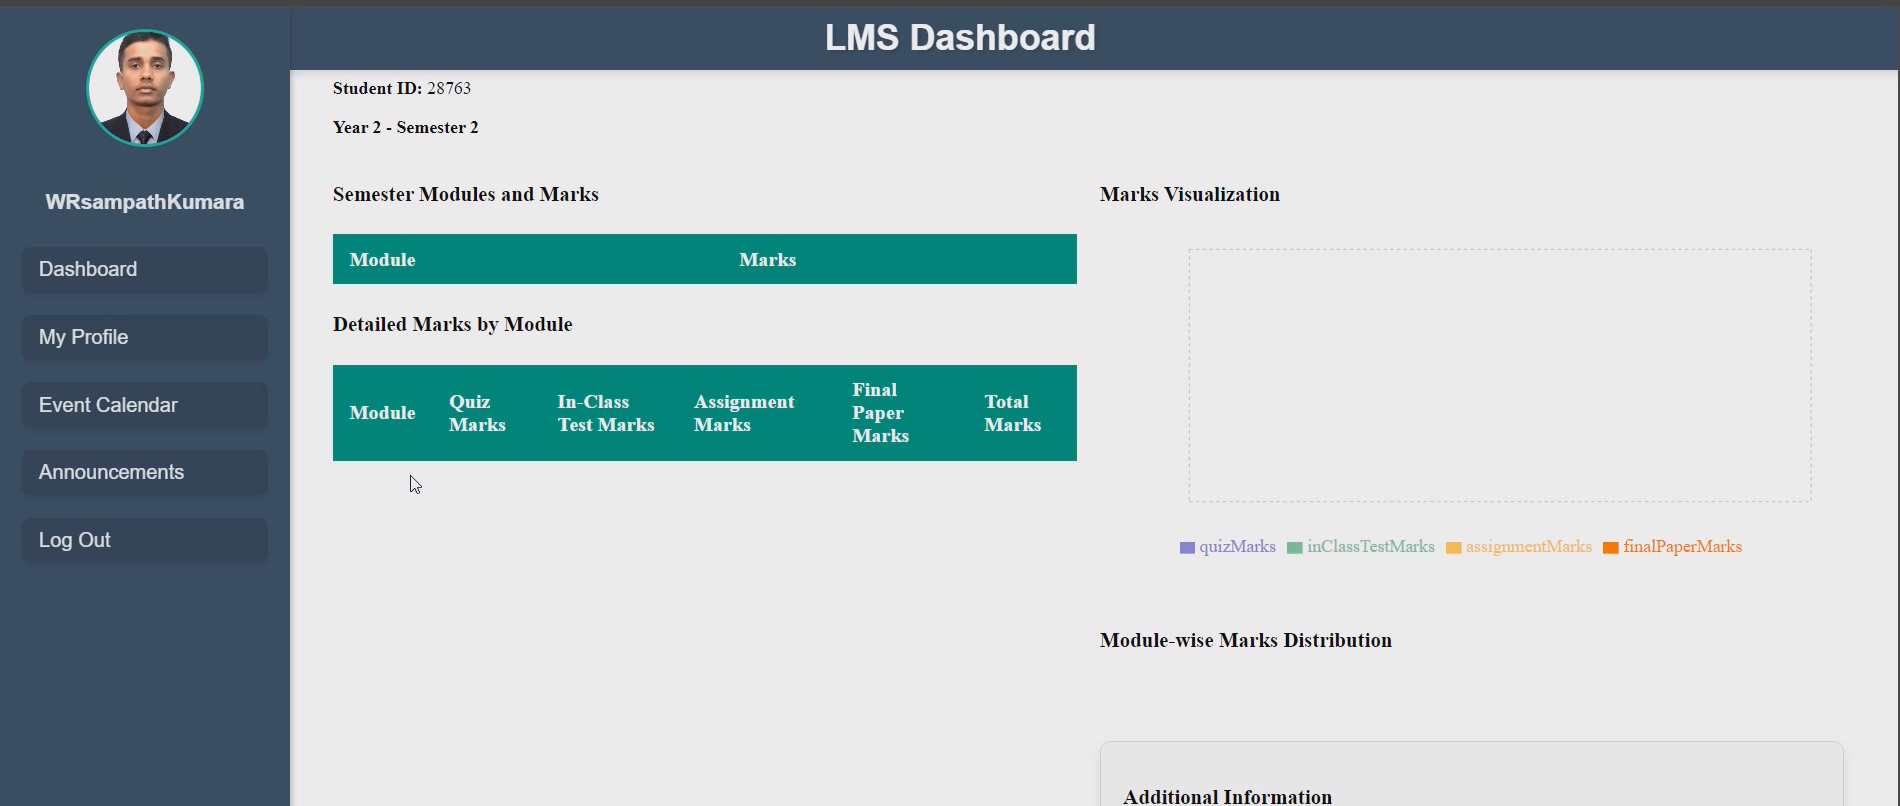 LMS Dashboard
WRsampathKumara
Dashboard
My Profile
Event Calendar
Announcements
Log Out
Student ID: 28763
Year 2 - Semester 2
Semester Modules and Marks
Module Marks
Detailed Marks by Module
Module
Quiz
Marks
In-Class
Test Marks
Assignment
Marks
Final
Paper
Marks
Total
Marks
Marks Visualization
quizMarks inClassTestMarks assignmentMarks finalPaperMarks
Module-wise Marks Distribution
Additional Information